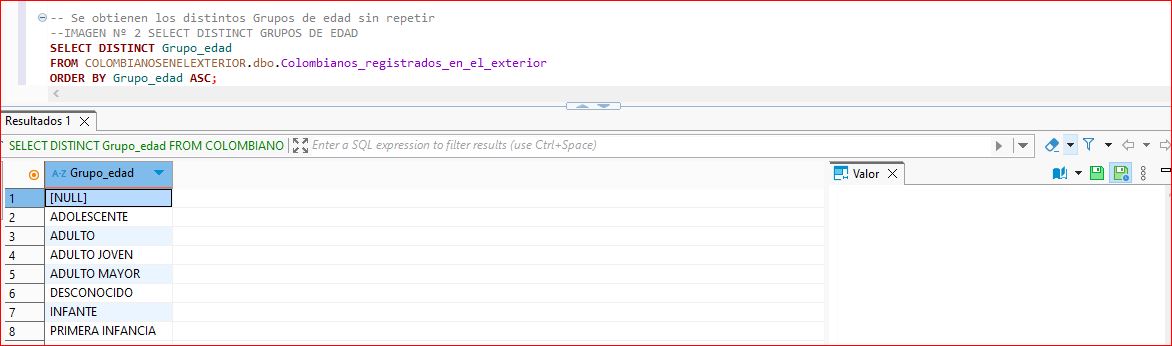 -- Se obtienen los distintos Grupos de edad sin repetir
--IMAGEN Nº 2 SELECT DISTINCT GRUPOS DE EDAD
SELECT DISTINCT Grupo_edad
FROM COLOMBIANOSENELEXTERIOR.dbo.Colombianos_registrados_en_el_exterior
ORDER BY Grupo_edad ASC;
Resultados 1
SELECT DISTINCT Grupo_edad FROM COLOMBIANO Enter a SQL expression to filter results (use Ctrl+Space)
A-Z Grupo_edad
Valor
1 [NULL]
2 ADOLESCENTE
3 ADULTO
4 ADULTO JOVEN
5 ADULTO MAYOR
6 DESCONOCIDO
7 INFANTE
8 PRIMERA INFANCIA